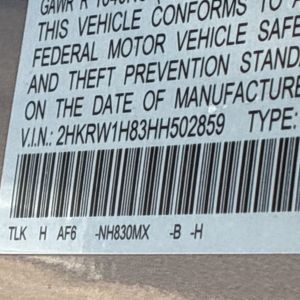 GAWR R
THIS VEHICLE CONFORMS TO
FEDERAL MOTOR VEHICLE SAFE
AND THEFT PREVENTION STAND
ON THE DATE OF MANUFACTURE
V.I.N.: 2HKRW1H83HH502859 TYPE:
TLK H AF6 -NH830MX -B -H